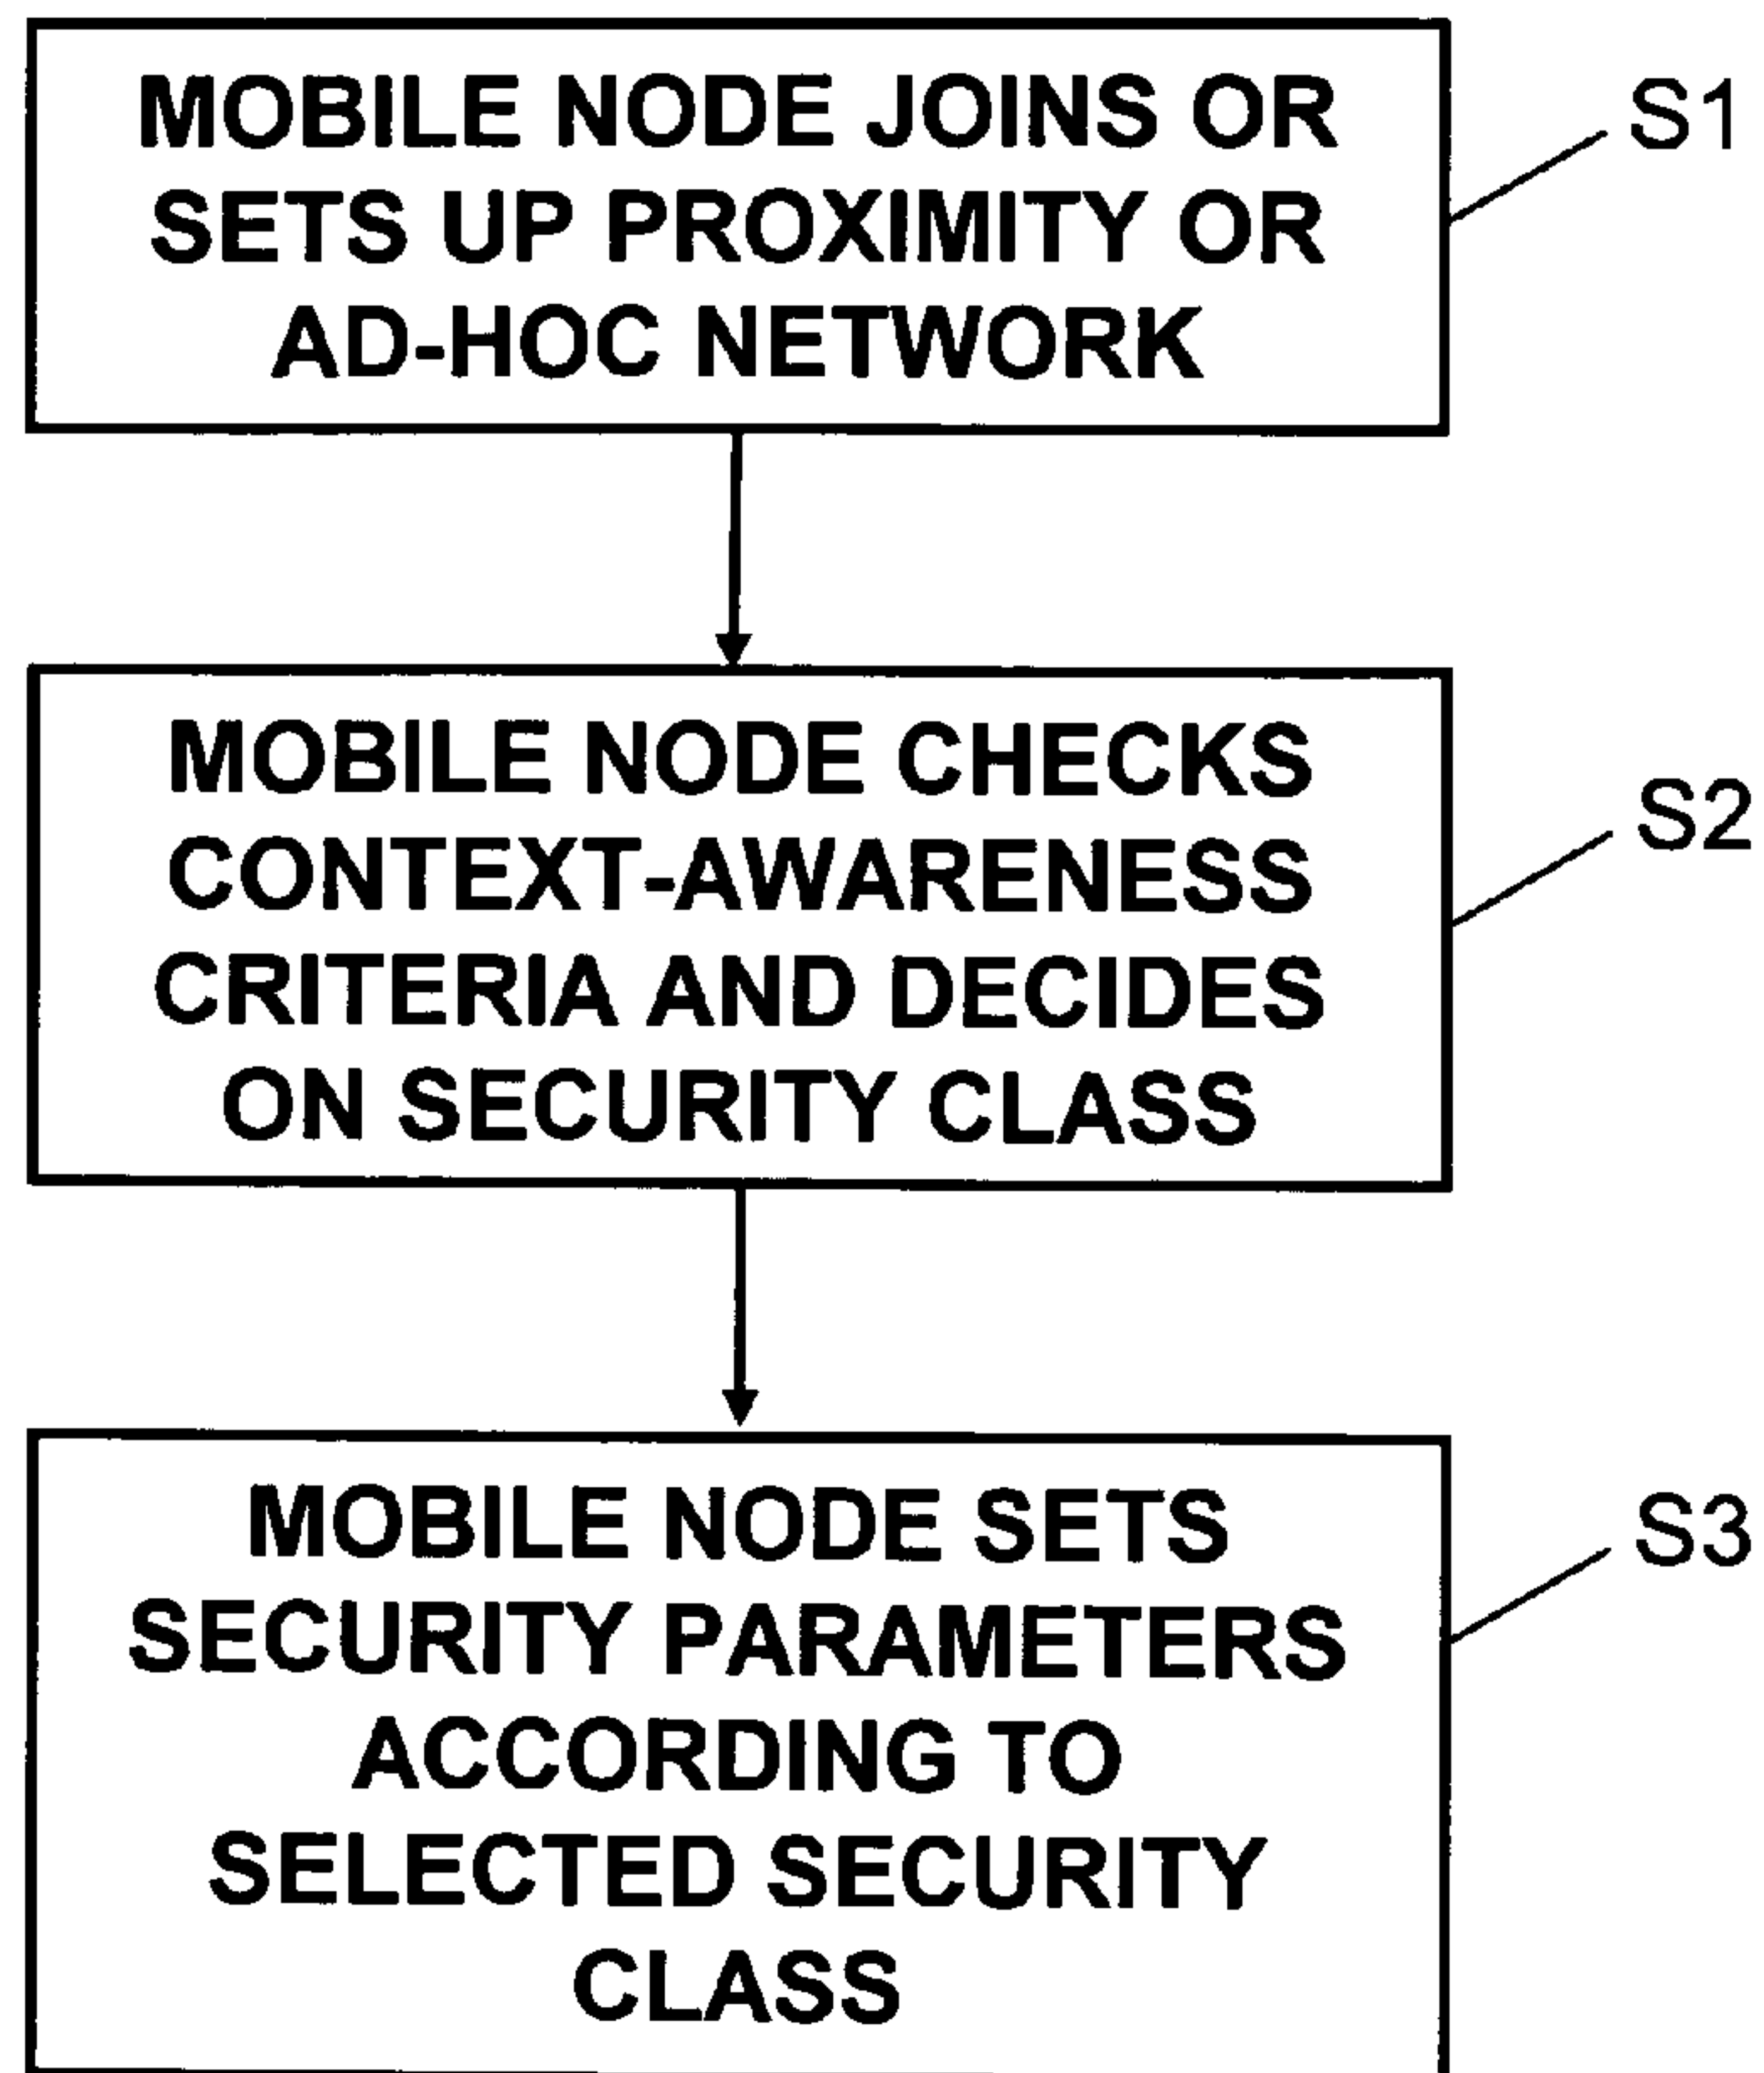 MOBILE NODE JOINS OR
SETS UP PROXIMITY OR
AD-HOC NETWORK
S1
MOBILE NODE CHECKS
CONTEXT-AWARENESS
CRITERIA AND DECIDES
ON SECURITY CLASS
S2
MOBILE NODE SETS
SECURITY PARAMETERS
ACCORDING TO
SELECTED SECURITY
CLASS
S3